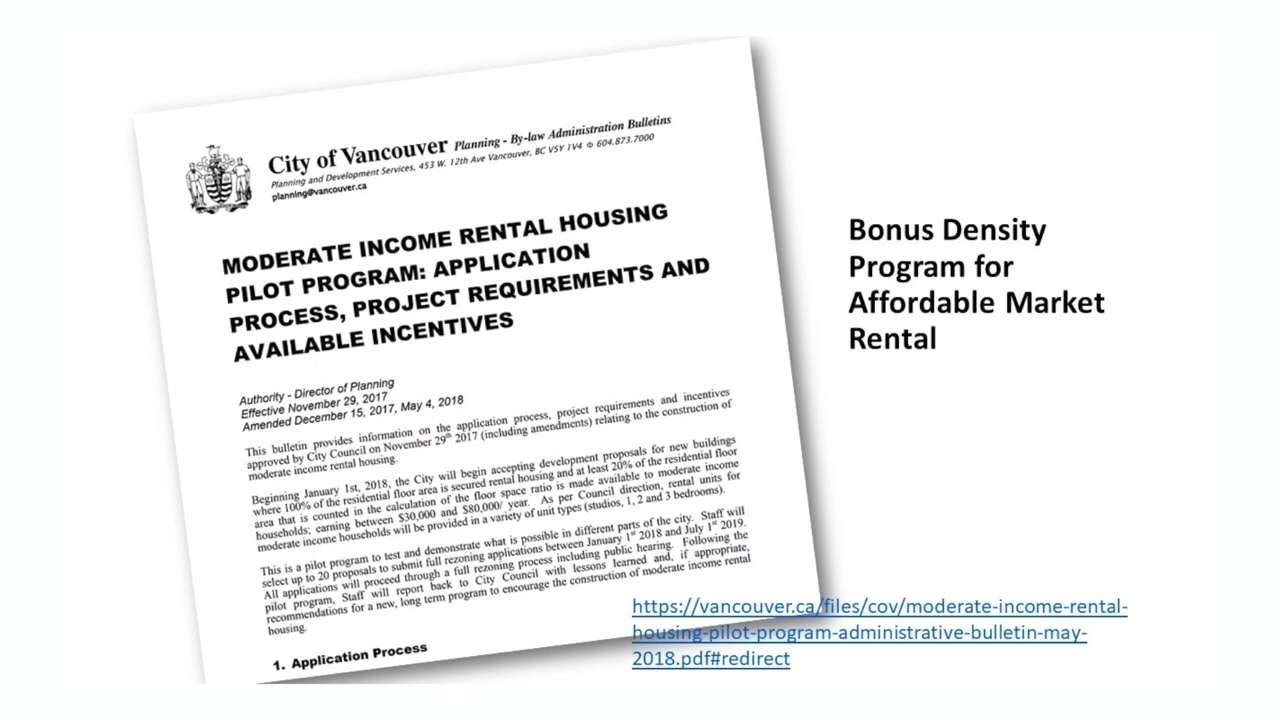 City of Vancouver Planning - By-law Administration Bulletins
Planning and Development Services, 453 W. 12th Ave Vancouver, BC V5Y 1V4 604.873.7000
planning@vancouver.ca
MODERATE INCOME RENTAL HOUSING
PILOT PROGRAM: APPLICATION
PROCESS, PROJECT REQUIREMENTS AND
AVAILABLE INCENTIVES
Authority - Director of Planning
Effective November 29, 2017
Amended December 15, 2017, May 4, 2018
This bulletin provides information on the application process, project requirements and incentives
approved by City Council on November 29th 2017 (including amendments) relating to the construction of
moderate income rental housing.
Beginning January 1st, 2018, the City will begin accepting development proposals for new buildings
where 100% of the residential floor area is secured rental housing and at least 20% of the residential floor
area that is counted in the calculation of the floor space ratio is made available to moderate income
households; earning between $30,000 and $80,000/ year. As per Council direction, rental units for
moderate income households will be provided in a variety of unit types (studios, 1, 2 and 3 bedrooms).
This is a pilot program to test and demonstrate what is possible in different parts of the city. Staff will
select up to 20 proposals to submit full rezoning applications between January 1st 2018 and July 1st 2019.
All applications will proceed through a full rezoning process including public hearing. Following the
pilot program, Staff will report back to City Council with lessons learned and, if appropriate,
recommendations for a new, long term program to encourage the construction of moderate income rental
housing.
1. Application Process
Bonus Density
Program for
Affordable Market
Rental
https://vancouver.ca/files/cov/moderate-income-rental-
housing-pilot-program-administrative-bulletin-may-
2018.pdf#redirect